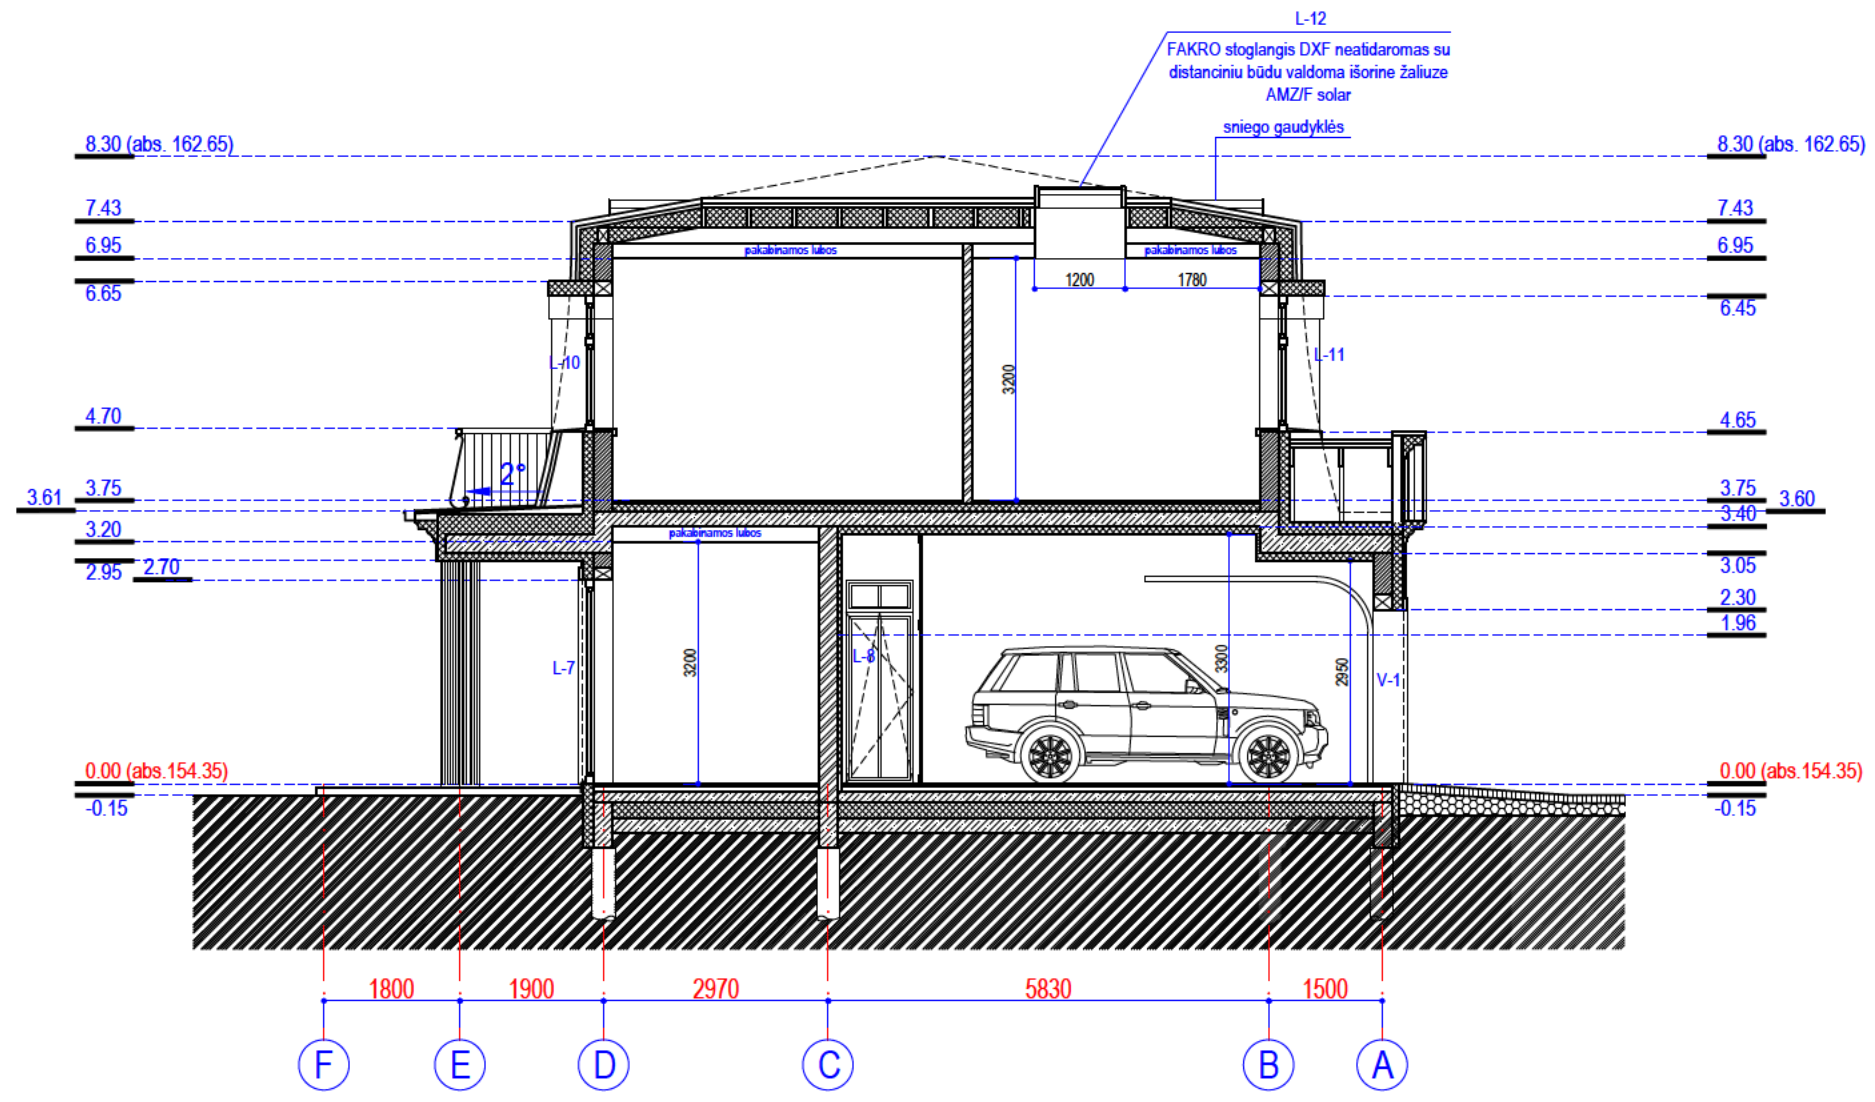 L-12
FAKRO stoglangis DXF neatidaromas su
distanciniu būdu valdoma išorine žaliuze
AMZ/F solar
sniego gaudyklės
8.30 (abs. 162.65)
8.30 (abs. 162.65)
7.43
7.43
6.95
pakabinamos lubos
pakabinamos lubos
6.95
1200
1780
6.65
6.45
L-10
L-11
3200
4.70
4.65
2°
3.75
3.61
3.75
3.60
3.40
3.20
pakabinamos lubos
2.95
2.70
3.05
2.30
1.96
L-7
3200
L-8
3300
2950
V-1
0.00 (abs.154.35)
0.00 (abs.154.35)
-0.15
-0.15
1800
1900
2970
5830
1500
F
E
D
C
B
A